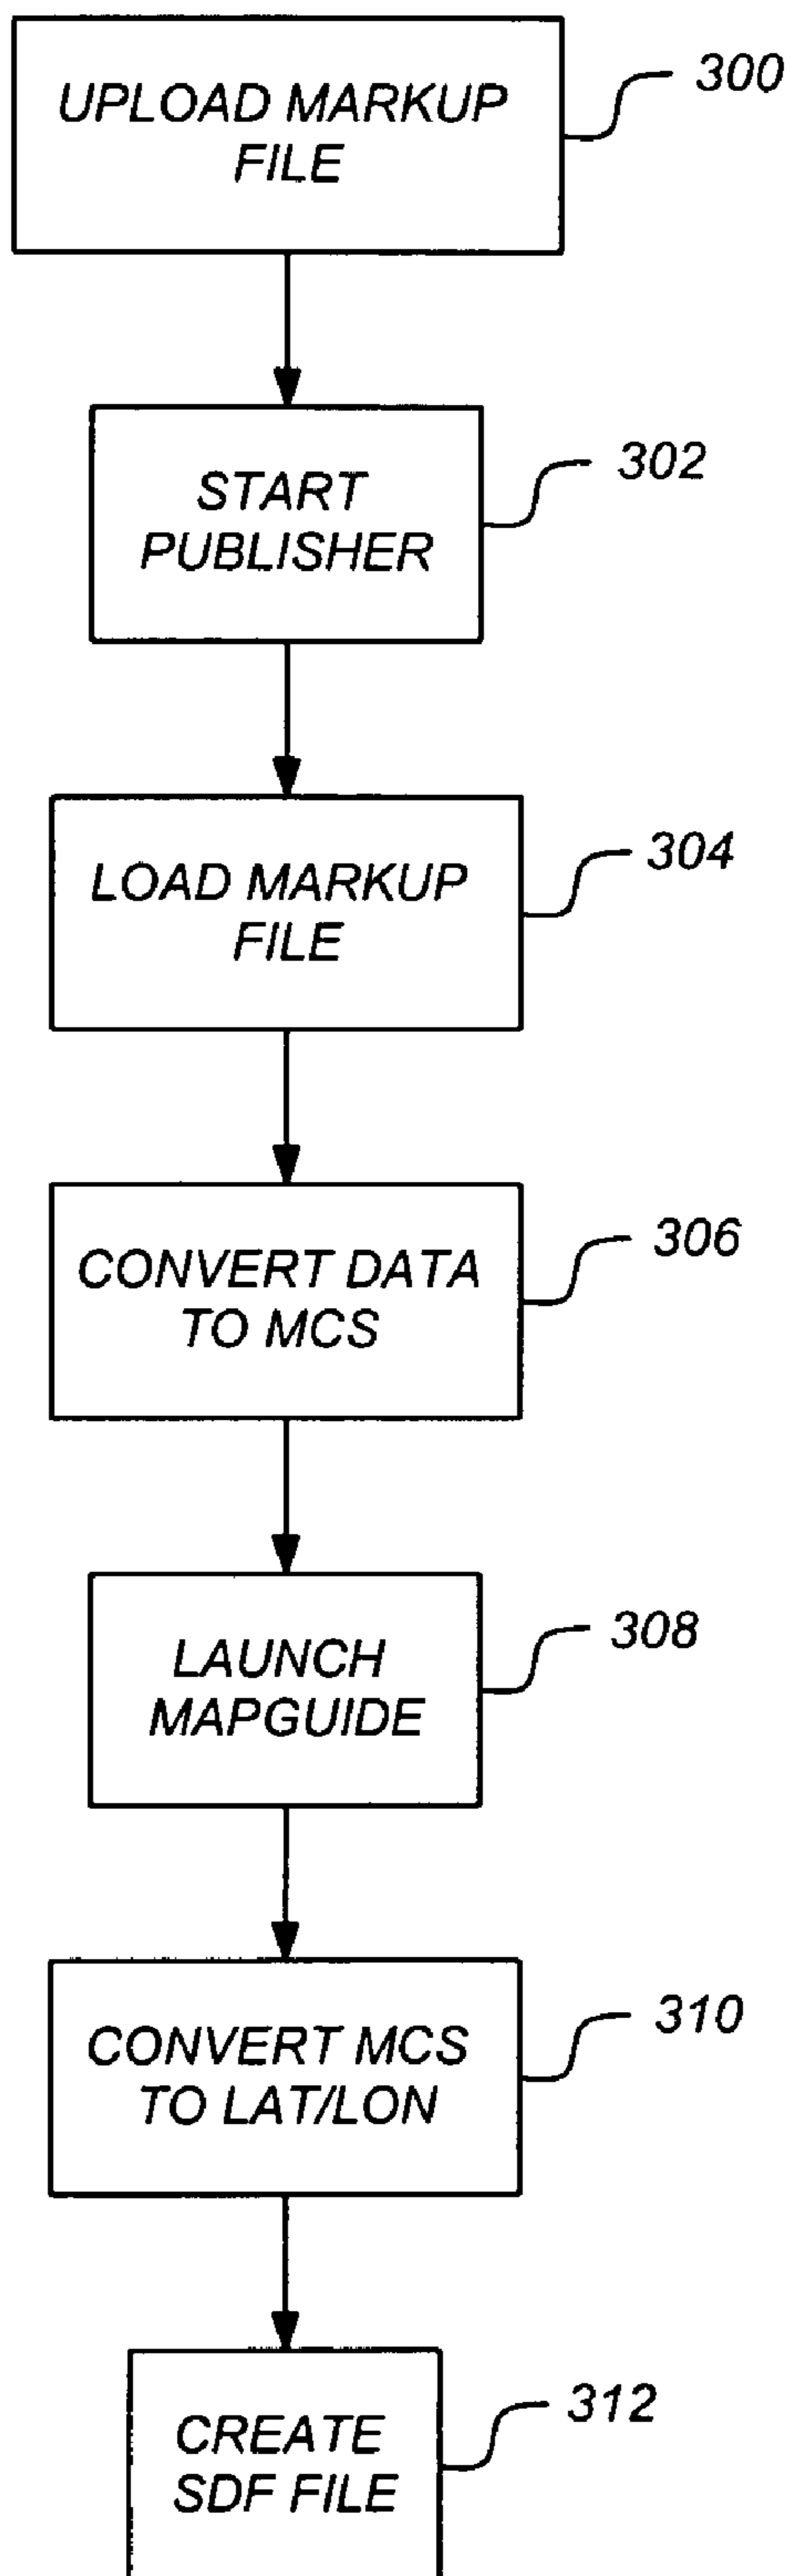 UPLOAD MARKUP
FILE
300
START
PUBLISHER
302
LOAD MARKUP
FILE
304
CONVERT DATA
TO MCS
306
LAUNCH
MAPGUIDE
308
CONVERT MCS
TO LAT/LON
310
CREATE
SDF FILE
312